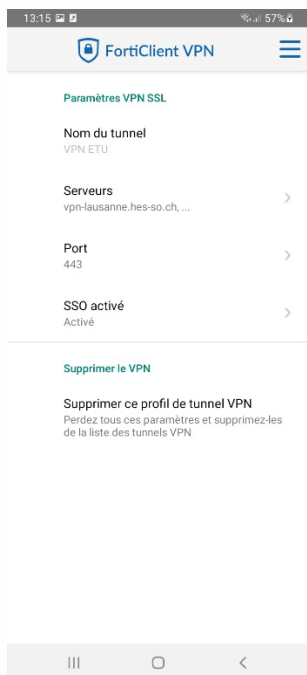 13:15 57%
FortiClient VPN
Paramètres VPN SSL
Nom du tunnel
VPN ETU
Serveurs
vpn-lausanne.hes-so.ch, ...
Port
443
SSO activé
Activé
Supprimer le VPN
Supprimer ce profil de tunnel VPN
Perdez tous ces paramètres et supprimez-les
de la liste des tunnels VPN